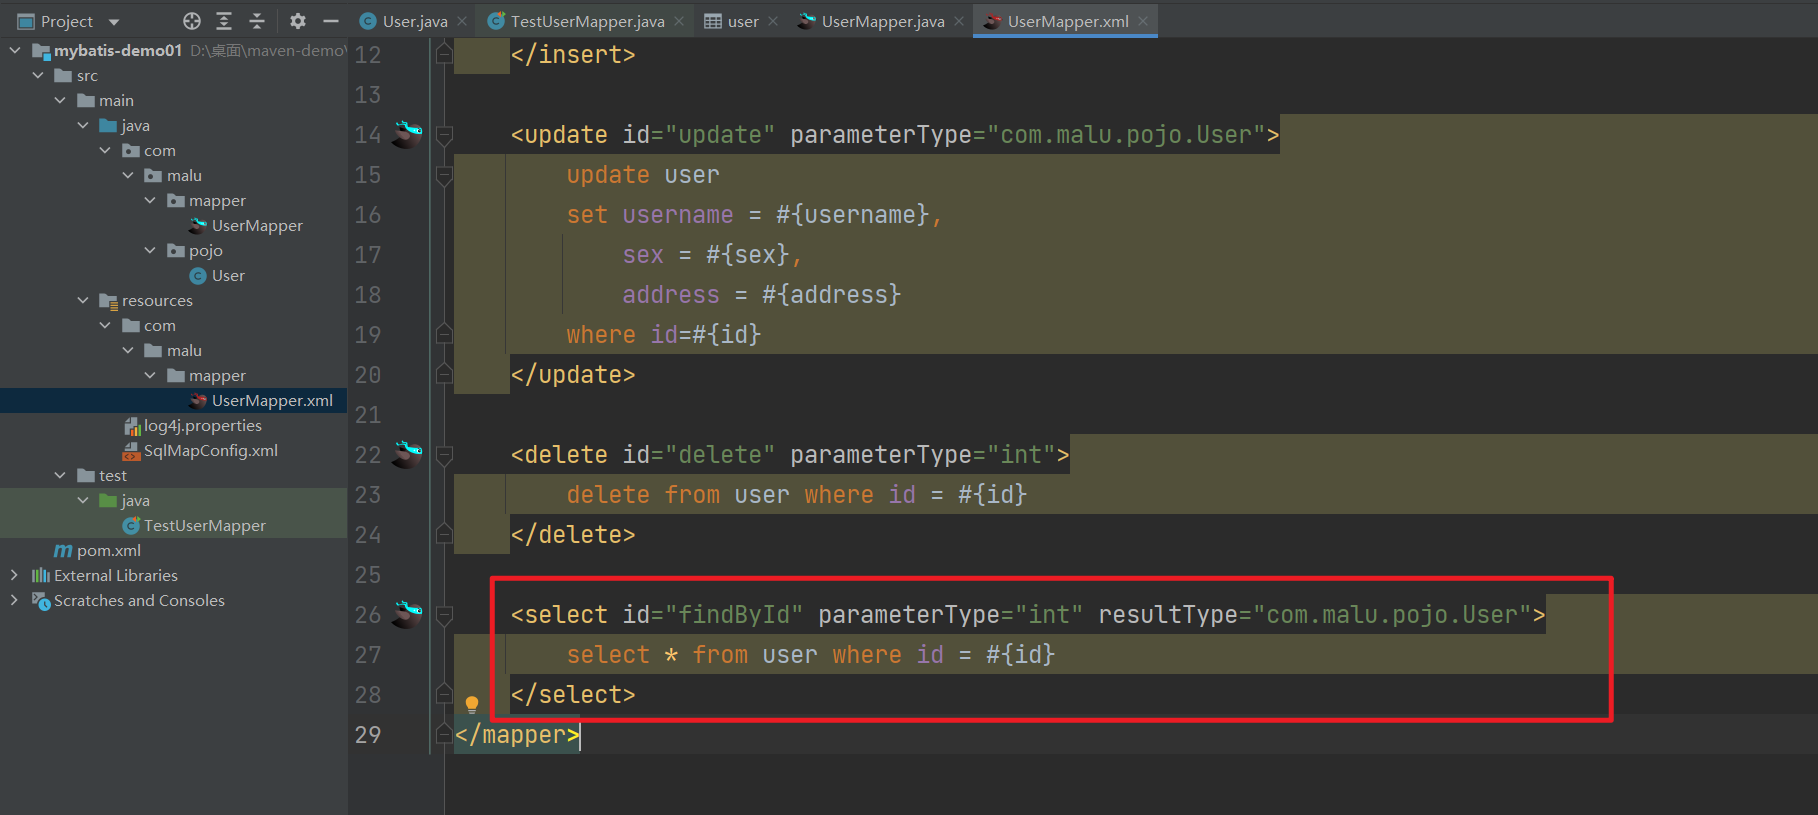 Project
User.java
TestUserMapper.java
user
UserMapper.java
UserMapper.xml
mybatis-demo01 D:\桌面\maven-demo\
src
main
java
com
malu
mapper
UserMapper
pojo
User
resources
com
malu
mapper
UserMapper.xml
log4j.properties
SqlMapConfig.xml
test
java
TestUserMapper
pom.xml
External Libraries
Scratches and Consoles
12 </insert>
13
14 <update id="update" parameterType="com.malu.pojo.User">
15 update user
16 set username = #{username},
17 sex = #{sex},
18 address = #{address}
19 where id=#{id}
20 </update>
21
22 <delete id="delete" parameterType="int">
23 delete from user where id = #{id}
24 </delete>
25
26 <select id="findById" parameterType="int" resultType="com.malu.pojo.User">
27 select * from user where id = #{id}
28 </select>
29 </mapper>